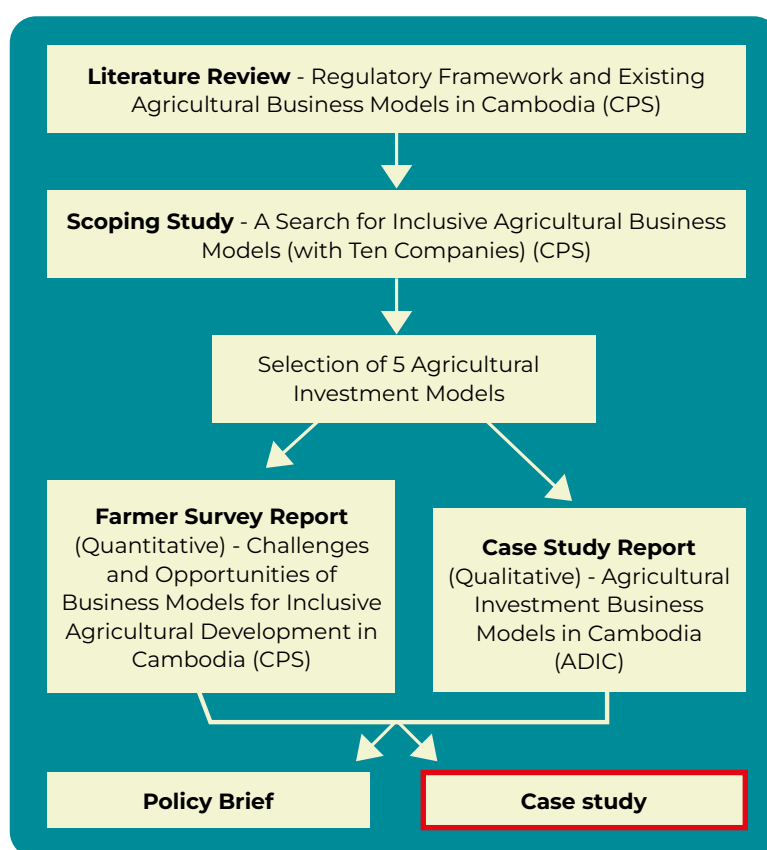 Literature Review - Regulatory Framework and Existing
Agricultural Business Models in Cambodia (CPS)
Scoping Study - A Search for Inclusive Agricultural Business
Models (with Ten Companies) (CPS)
Selection of 5 Agricultural
Investment Models
Farmer Survey Report
(Quantitative) - Challenges
and Opportunities of
Business Models for Inclusive
Agricultural Development in
Cambodia (CPS)
Case Study Report
(Qualitative) - Agricultural
Investment Business
Models in Cambodia
(ADIC)
Policy Brief
Case study